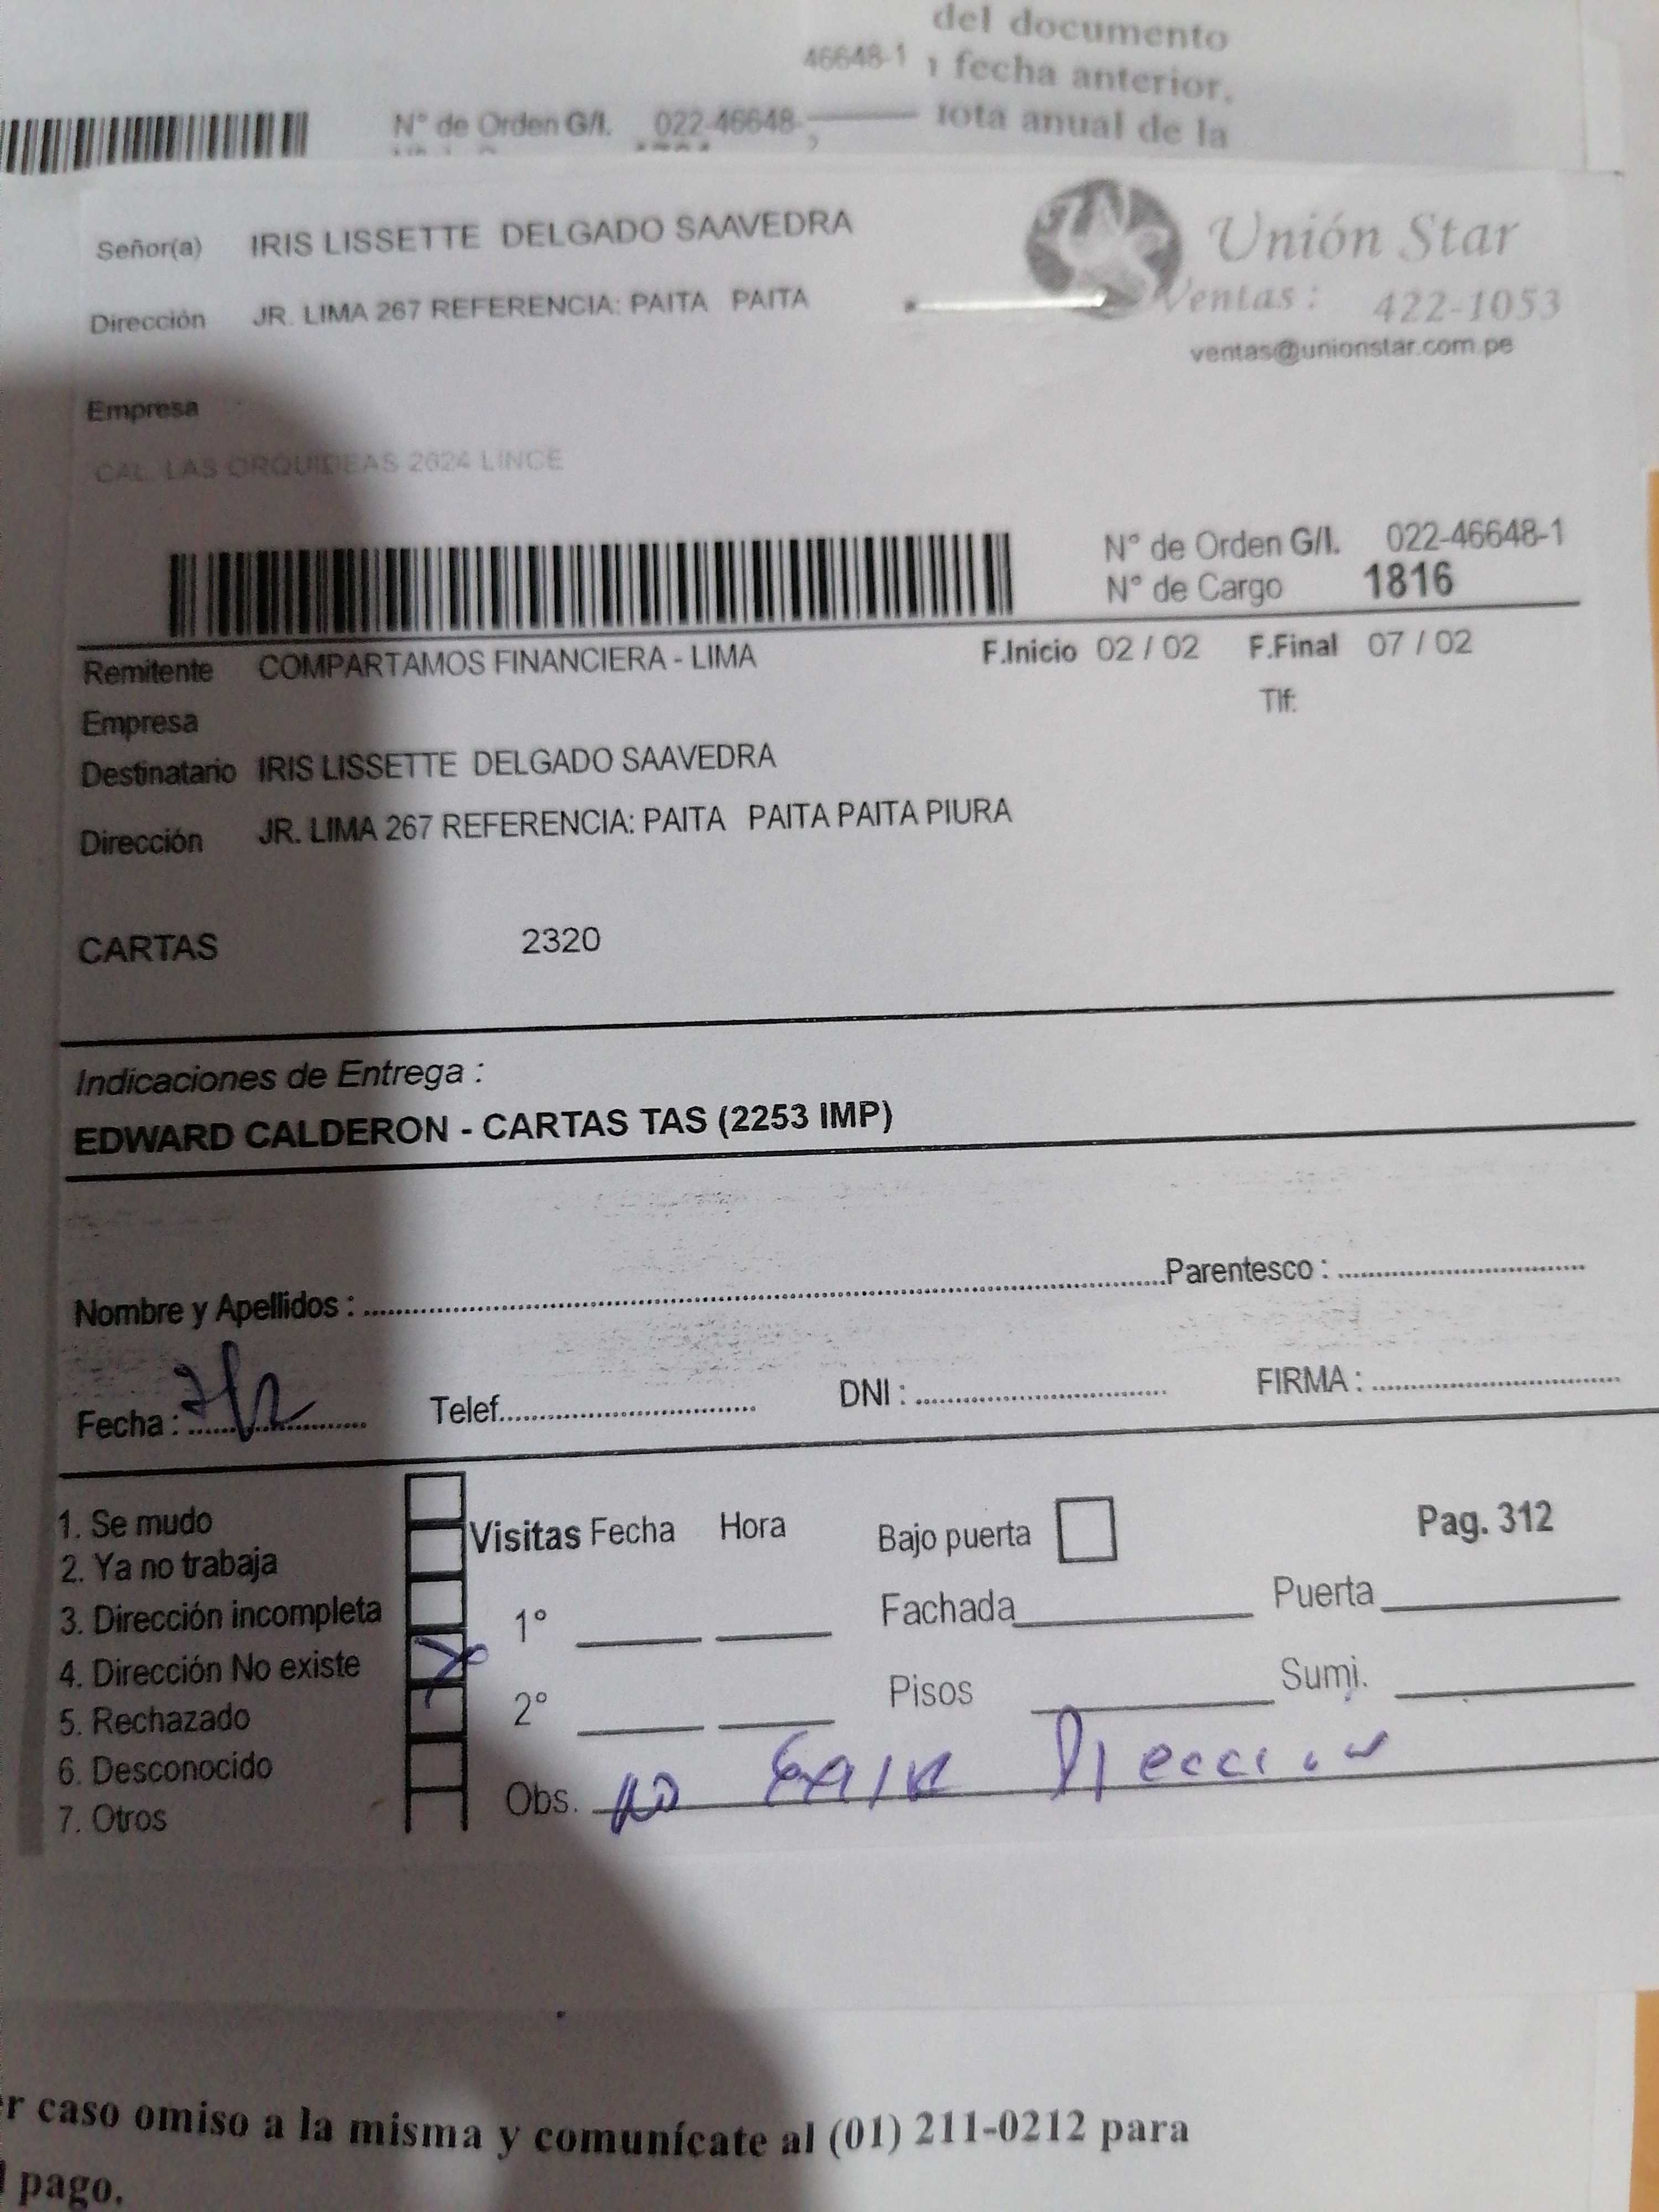 del documento
46648-1 fecha anterior.
N° de Orden G/I. 022-46648- anual de la
Señor(a) IRIS LISSETTE DELGADO SAAVEDRA
Unión Star
Dirección JR. LIMA 267 REFERENCIA: PAITA PAITA
Ventas: 422-1053
ventas@unionstar.com.pe
Empresa
CAL. LAS ORQUIDEAS 2624 LINCE
N° de Orden G/I. 022-46648-1
N° de Cargo 1816
Remitente COMPARTAMOS FINANCIERA - LIMA F.Inicio 02 / 02 F.Final 07 / 02
Empresa Tlf:
Destinatario IRIS LISSETTE DELGADO SAAVEDRA
Dirección JR. LIMA 267 REFERENCIA: PAITA PAITA PAITA PIURA
CARTAS 2320
Indicaciones de Entrega :
EDWARD CALDERON - CARTAS TAS (2253 IMP)
Nombre y Apellidos : Parentesco :
Fecha : 7/2 Telef. DNI : FIRMA :
1. Se mudo
2. Ya no trabaja
3. Dirección incompleta
4. Dirección No existe X
5. Rechazado
6. Desconocido
7. Otros
Visitas Fecha Hora Bajo puerta Pag. 312
1° Fachada Puerta
2° Pisos Sumi.
Obs. no Direccion
r caso omiso a la misma y comunícate al (01) 211-0212 para
pago.